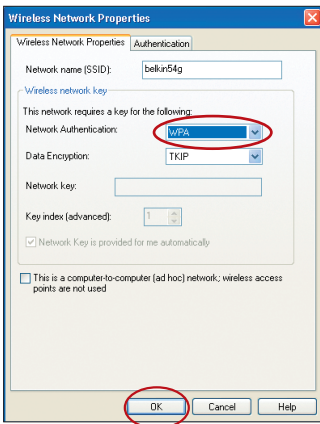 Wireless Network Properties
Wireless Network Properties
Authentication
Network name (SSID): belkin54g
Wireless network key
This network requires a key for the following:
Network Authentication: WPA
Data Encryption: TKIP
Network key:
Key index (advanced): 1
Network Key is provided for me automatically
This is a computer-to-computer (ad hoc) network; wireless access
points are not used
OK Cancel Help